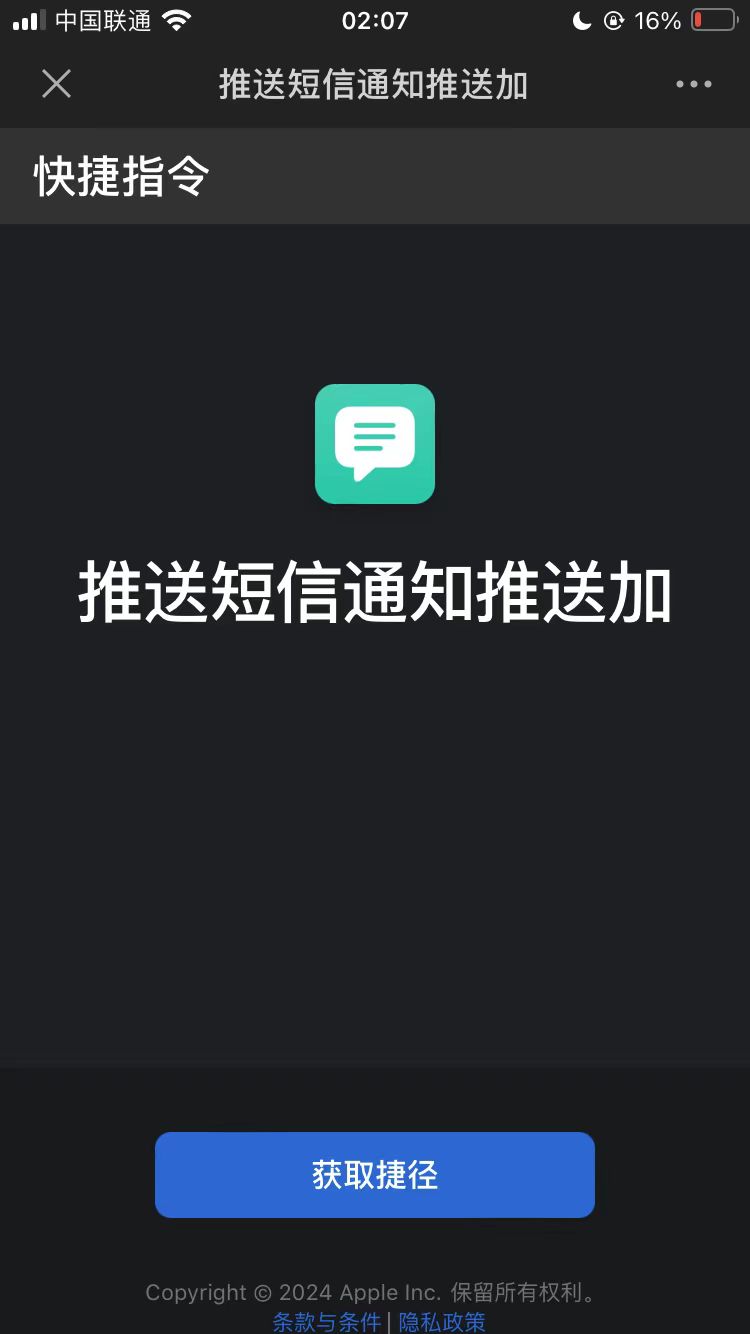 中国联通 02:07 16%
推送短信通知推送加
快捷指令
推送短信通知推送加
获取捷径
Copyright © 2024 Apple Inc. 保留所有权利。
条款与条件 | 隐私政策